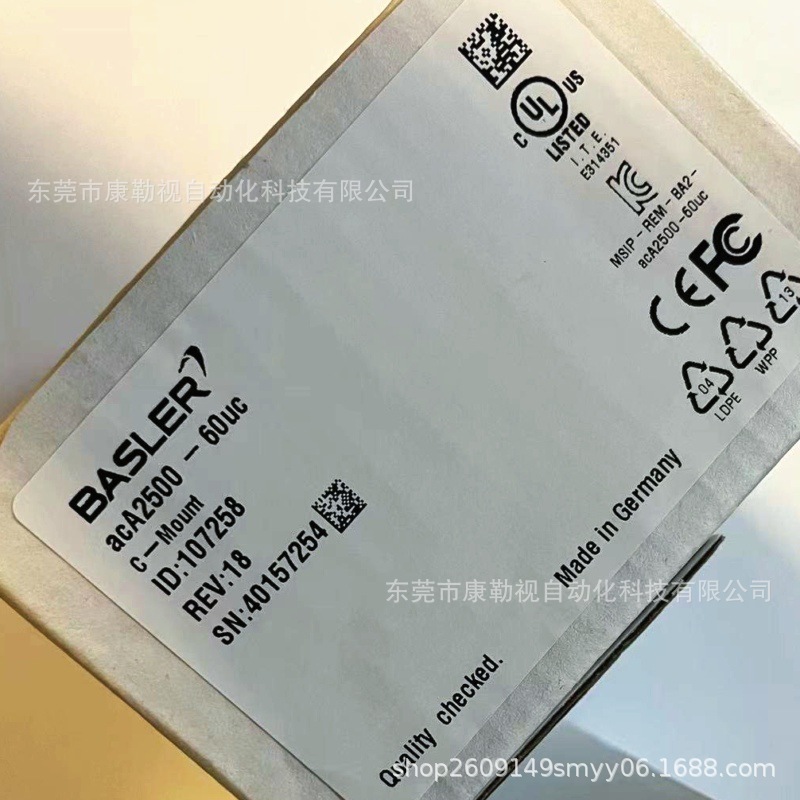 BASLER
acA2500-60uc
C-Mount
ID:107258
REV:18
SN:40157254
Quality checked.
Made in Germany
C UL US
LISTED
I.T.E.
E314351
MSIP-REM-BA2-
acA2500-60uc
CE FC
04
LDPE
WPP
13
东莞市康勒视自动化科技有限公司
东莞市康勒视自动化科技有限公司
shop2609149smyy06.1688.com